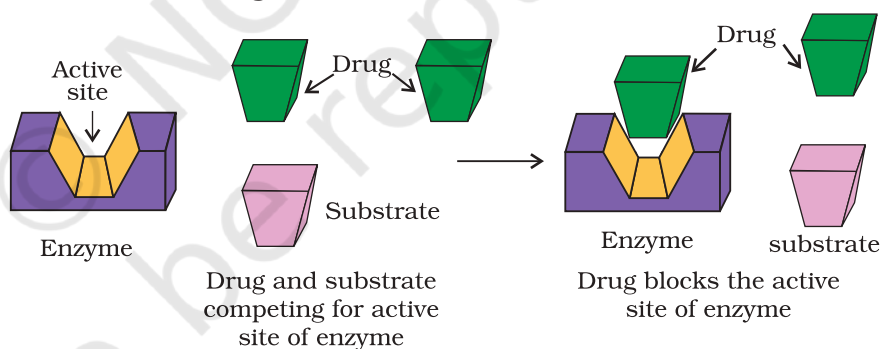 Active
site
Drug
Enzyme
Substrate
Drug and substrate
competing for active
site of enzyme
Drug
Enzyme
substrate
Drug blocks the active
site of enzyme